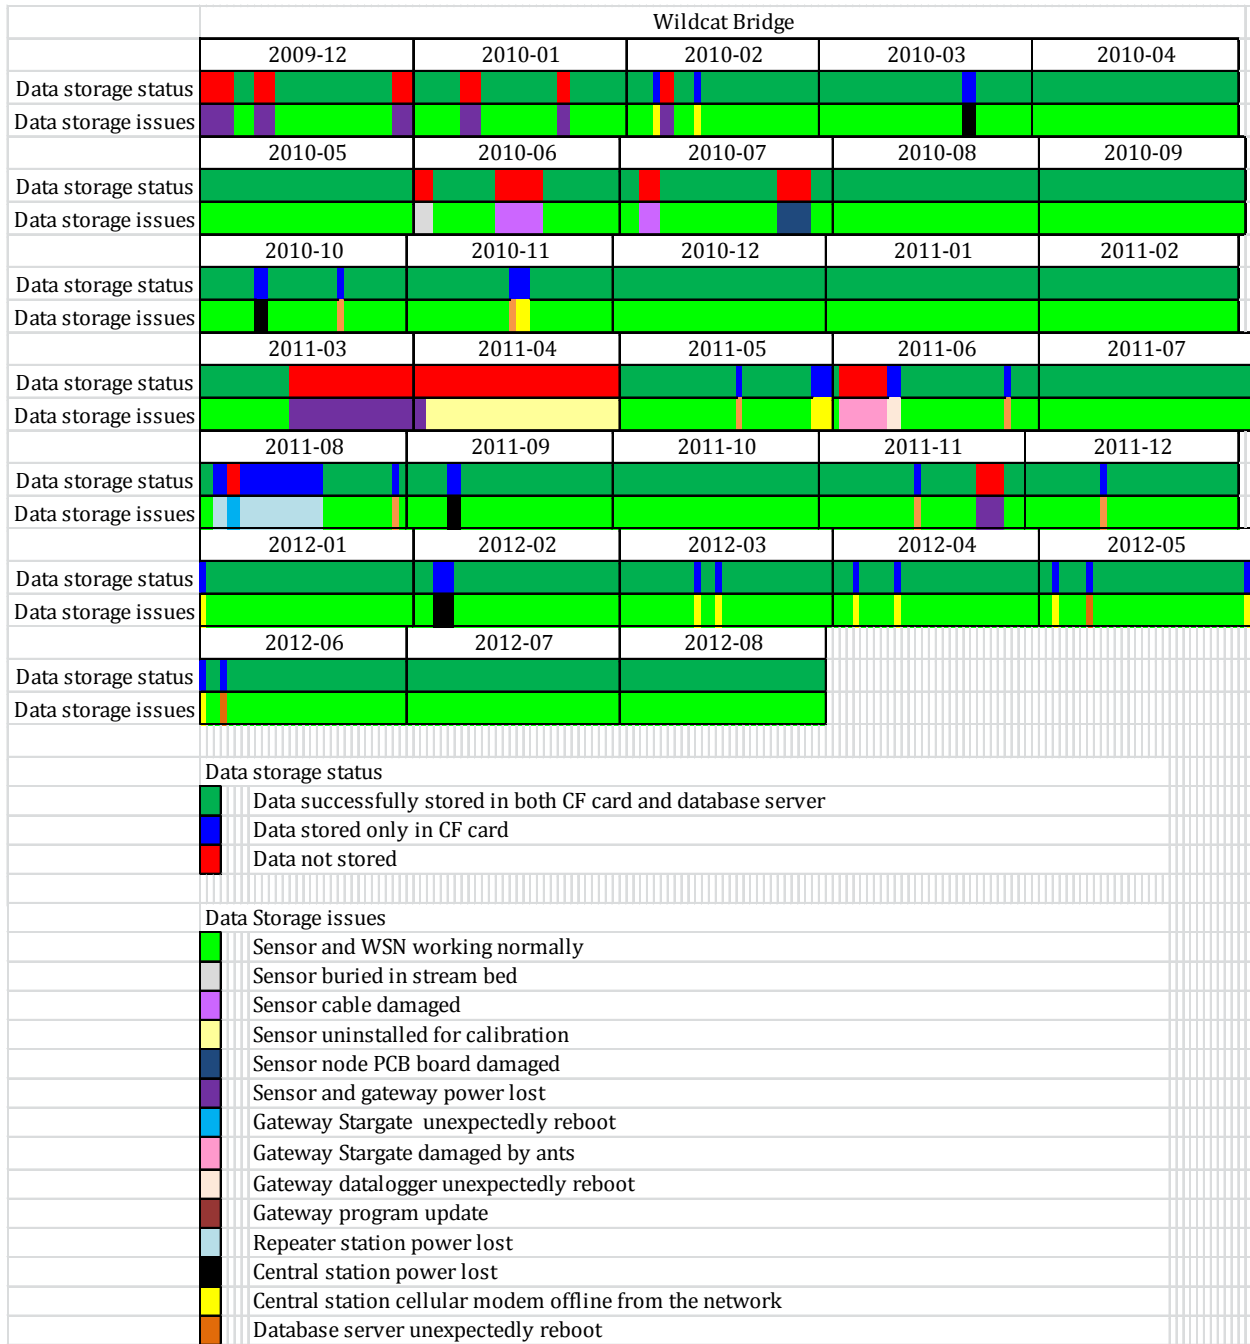 Wildcat Bridge
2009-12 2010-01 2010-02 2010-03 2010-04
Data storage status
Data storage issues
2010-05 2010-06 2010-07 2010-08 2010-09
Data storage status
Data storage issues
2010-10 2010-11 2010-12 2011-01 2011-02
Data storage status
Data storage issues
2011-03 2011-04 2011-05 2011-06 2011-07
Data storage status
Data storage issues
2011-08 2011-09 2011-10 2011-11 2011-12
Data storage status
Data storage issues
2012-01 2012-02 2012-03 2012-04 2012-05
Data storage status
Data storage issues
2012-06 2012-07 2012-08
Data storage status
Data storage issues
Data storage status
Data successfully stored in both CF card and database server
Data stored only in CF card
Data not stored
Data Storage issues
Sensor and WSN working normally
Sensor buried in stream bed
Sensor cable damaged
Sensor uninstalled for calibration
Sensor node PCB board damaged
Sensor and gateway power lost
Gateway Stargate unexpectedly reboot
Gateway Stargate damaged by ants
Gateway datalogger unexpectedly reboot
Gateway program update
Repeater station power lost
Central station power lost
Central station cellular modem offline from the network
Database server unexpectedly reboot